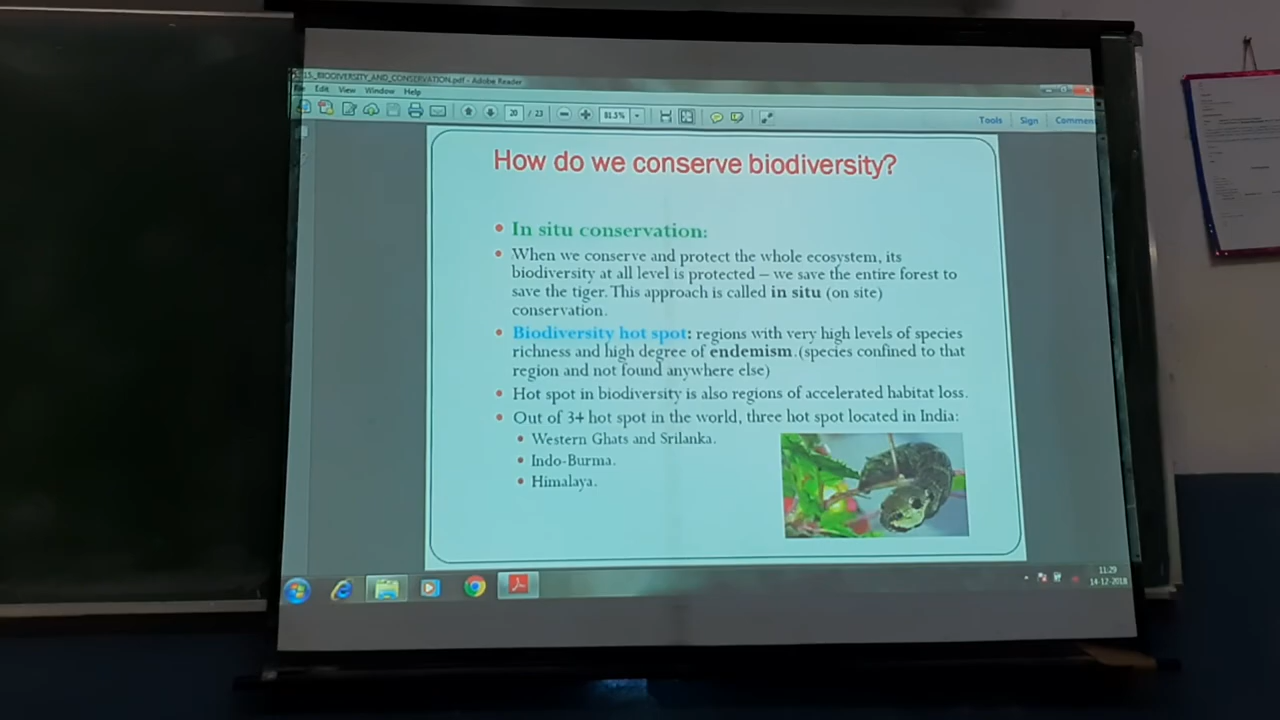 15_BIODIVERSITY_AND_CONSERVATION.pdf - Adobe Reader
Edit View Window Help
20 / 23 81.5% Tools Sign Comment
How do we conserve biodiversity?
In situ conservation:
When we conserve and protect the whole ecosystem, its
biodiversity at all level is protected – we save the entire forest to
save the tiger. This approach is called in situ (on site)
conservation.
Biodiversity hot spot: regions with very high levels of species
richness and high degree of endemism.(species confined to that
region and not found anywhere else)
Hot spot in biodiversity is also regions of accelerated habitat loss.
Out of 3+ hot spot in the world, three hot spot located in India:
Western Ghats and Srilanka.
Indo-Burma.
Himalaya.
11:29
14-12-2018